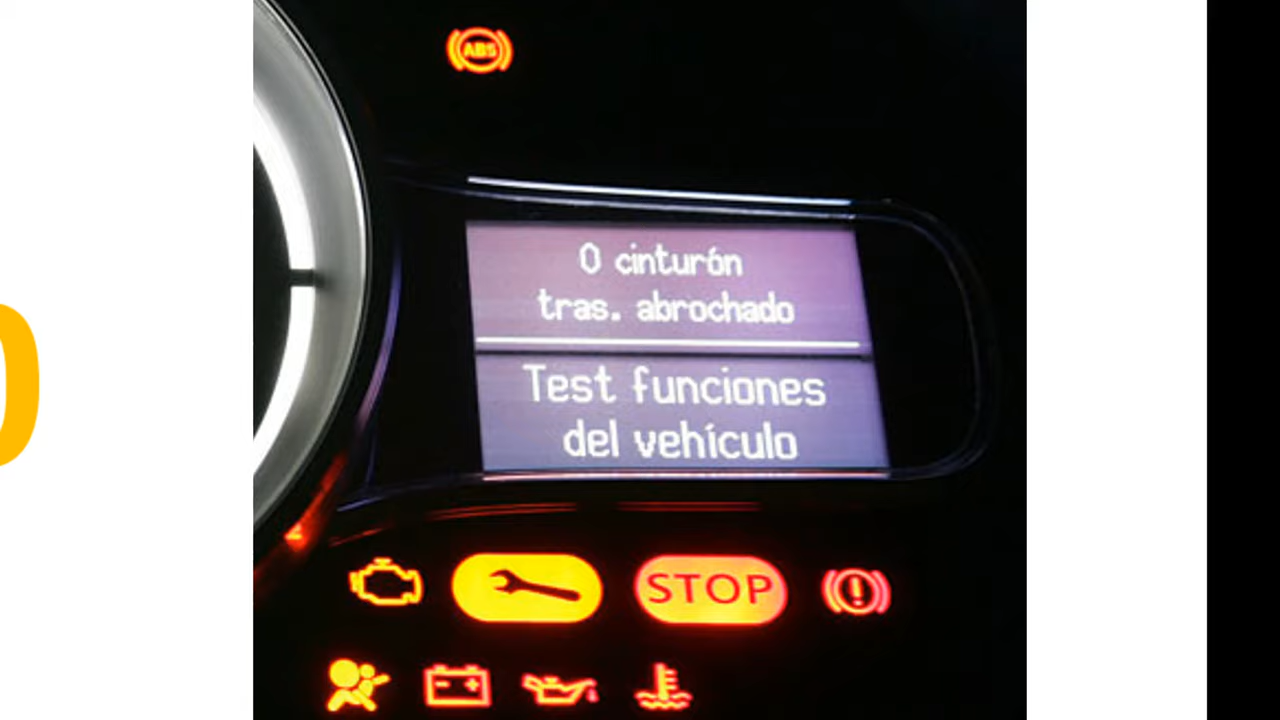 ABS
0 cinturón
tras. abrochado
Test funciones
del vehículo
STOP